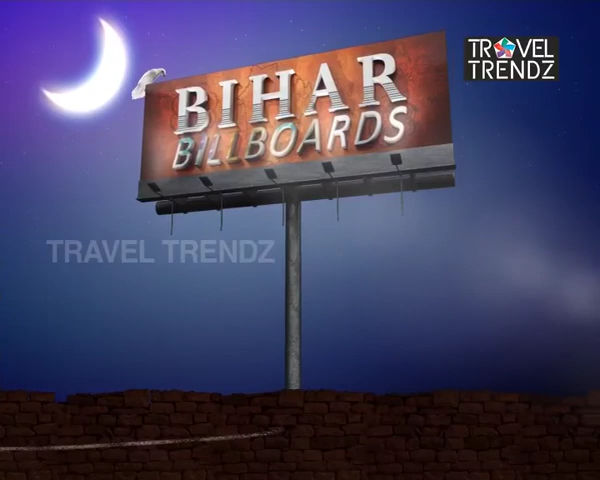 TRAVEL
TRENDZ
BIHAR
BILLBOARDS
TRAVEL TRENDZ